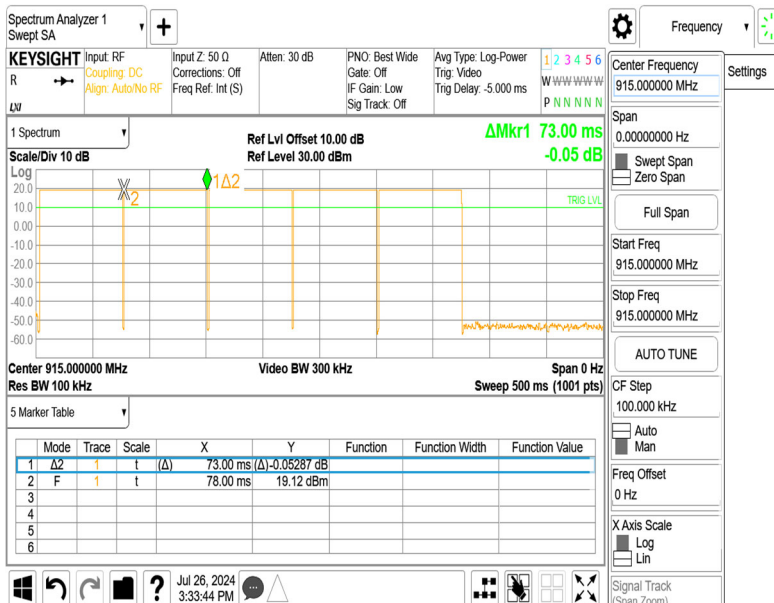 Spectrum Analyzer 1
Swept SA
Frequency
KEYSIGHT
R
LXI
Input: RF
Coupling: DC
Align: Auto/No RF
Input Z: 50 Ω
Corrections: Off
Freq Ref: Int (S)
Atten: 30 dB
PNO: Best Wide
Gate: Off
IF Gain: Low
Sig Track: Off
Avg Type: Log-Power
Trig: Video
Trig Delay: -5.000 ms
1 2 3 4 5 6
W W W W W W
P N N N N N
1 Spectrum
Scale/Div 10 dB
Ref Lvl Offset 10.00 dB
Ref Level 30.00 dBm
ΔMkr1 73.00 ms
-0.05 dB
Log
20.0
10.0
0.00
-10.0
-20.0
-30.0
-40.0
-50.0
-60.0
X2
1Δ2
TRIG LVL
Center 915.000000 MHz
Video BW 300 kHz
Span 0 Hz
Res BW 100 kHz
Sweep 500 ms (1001 pts)
5 Marker Table
Mode Trace Scale X Y Function Function Width Function Value
1 Δ2 1 t (Δ) 73.00 ms (Δ)-0.05287 dB
2 F 1 t 78.00 ms 19.12 dBm
3
4
5
6
?
Jul 26, 2024
3:33:44 PM
Center Frequency
915.000000 MHz
Settings
Span
0.00000000 Hz
Swept Span
Zero Span
Full Span
Start Freq
915.000000 MHz
Stop Freq
915.000000 MHz
AUTO TUNE
CF Step
100.000 kHz
Auto
Man
Freq Offset
0 Hz
X Axis Scale
Log
Lin
Signal Track
(Span Zoom)